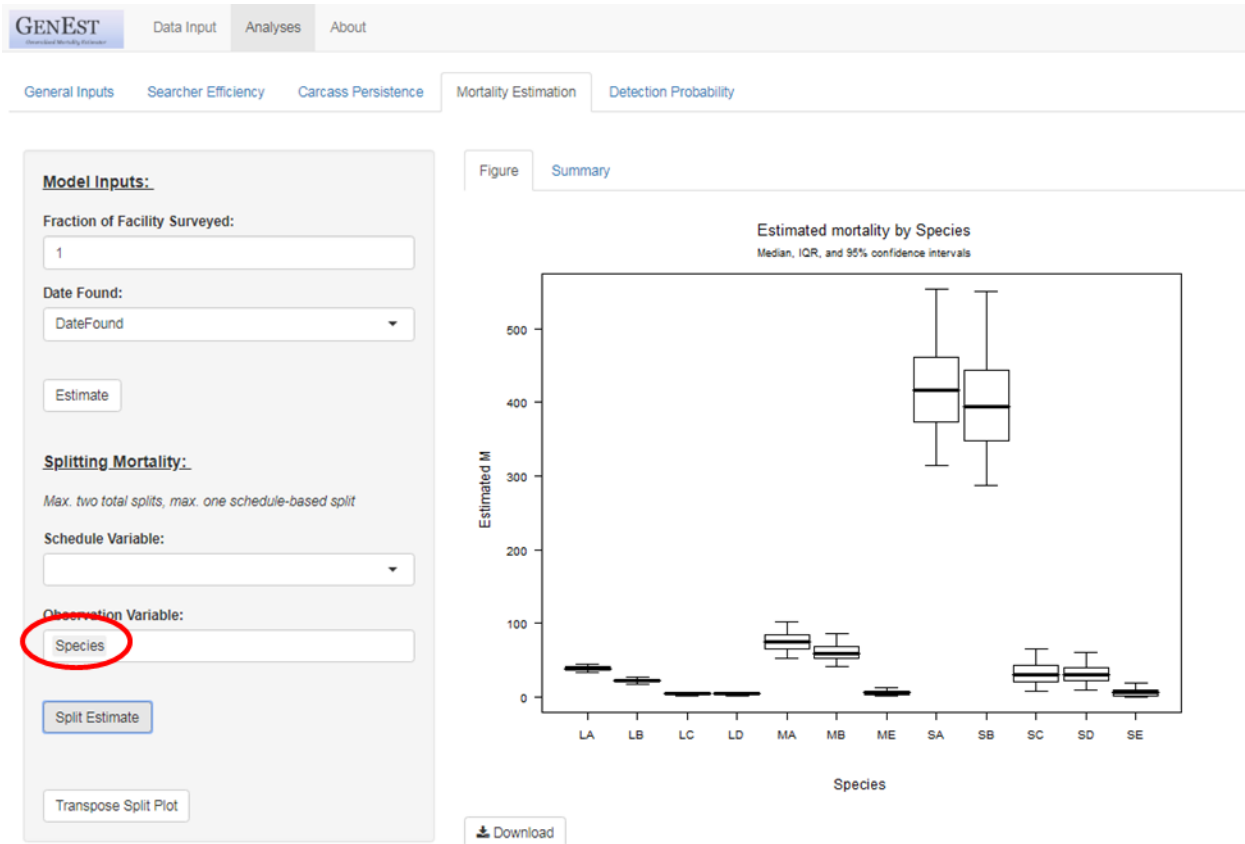 GENEST
Generalized Mortality Estimator
Data Input
Analyses
About
General Inputs
Searcher Efficiency
Carcass Persistence
Mortality Estimation
Detection Probability
Model Inputs:
Fraction of Facility Surveyed:
1
Date Found:
DateFound
Estimate
Splitting Mortality:
Max. two total splits, max. one schedule-based split
Schedule Variable:
Observation Variable:
Species
Split Estimate
Transpose Split Plot
Figure
Summary
Estimated mortality by Species
Median, IQR, and 95% confidence intervals
Estimated M
500
400
300
200
100
0
LA LB LC LD MA MB ME SA SB SC SD SE
Species
Download